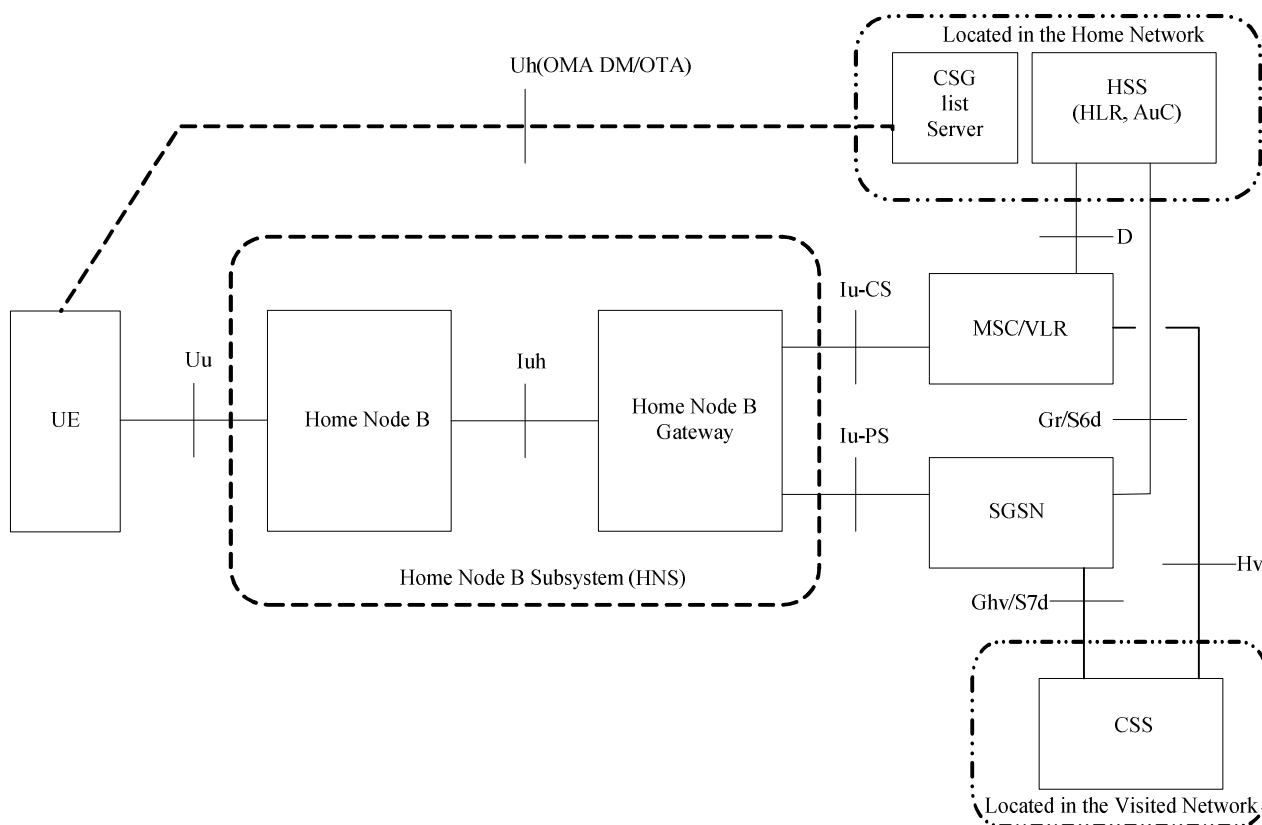 Located in the Home Network
Uh(OMA DM/OTA)
CSG
list
Server
HSS
(HLR, AuC)
D
Iu-CS
MSC/VLR
Uu
Iuh
UE
Home Node B
Home Node B
Gateway
Iu-PS
Gr/S6d
SGSN
Home Node B Subsystem (HNS)
Hv
Ghv/S7d
CSS
Located in the Visited Network